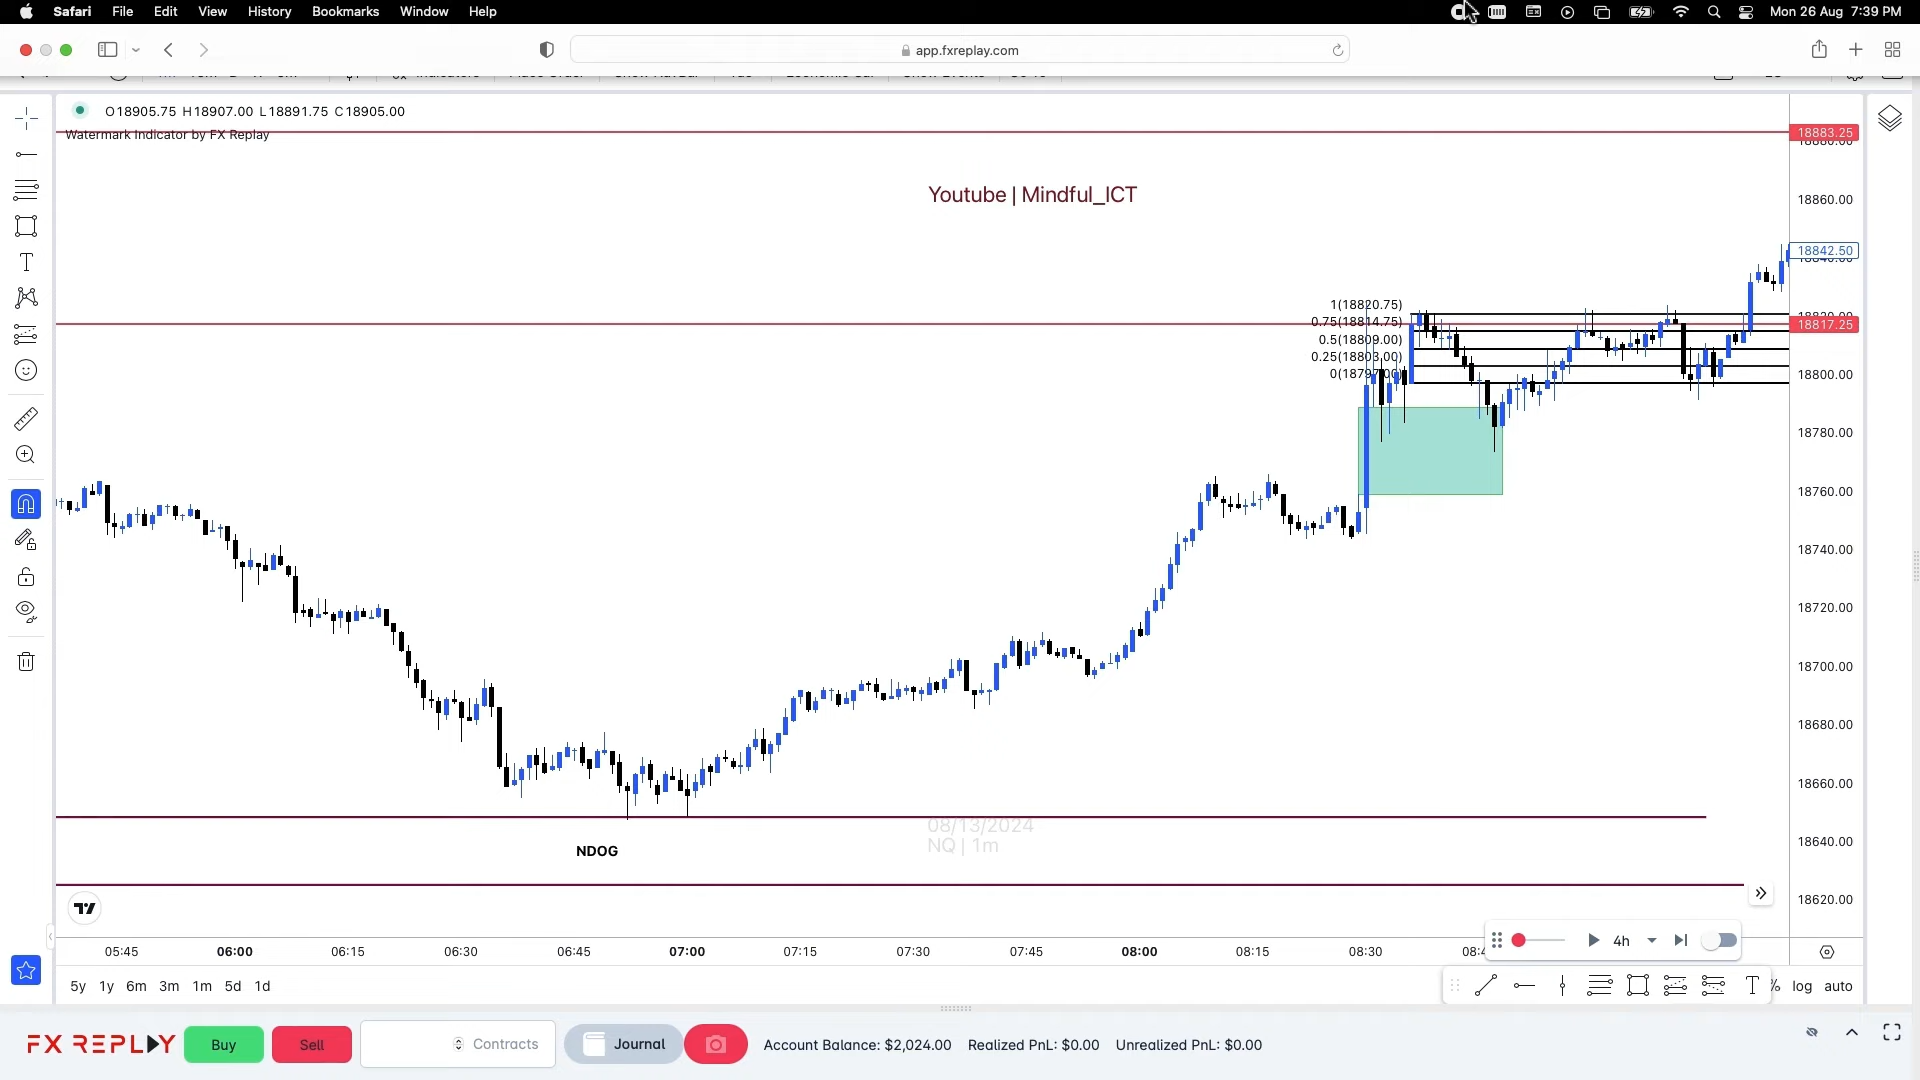 Safari File Edit View History Bookmarks Window Help Mon 26 Aug 7:39 PM
app.fxreplay.com
O18905.75 H18907.00 L18891.75 C18905.00
Watermark Indicator by FX Replay
18883.25
Youtube | Mindful_ICT
18860.00
18842.50
1(18820.75)
0.75(18814.75)
18817.25
0.5(18809.00)
0.25(18803.00)
0(18797.00)
18800.00
18780.00
18760.00
18740.00
18720.00
18700.00
18680.00
18660.00
08/13/2024
18640.00
NQ | 1m
NDOG
18620.00
05:45 06:00 06:15 06:30 06:45 07:00 07:15 07:30 07:45 08:00 08:15 08:30
4h
5y 1y 6m 3m 1m 5d 1d
% log auto
FX REPLAY Buy Sell Contracts Journal Account Balance: $2,024.00 Realized PnL: $0.00 Unrealized PnL: $0.00